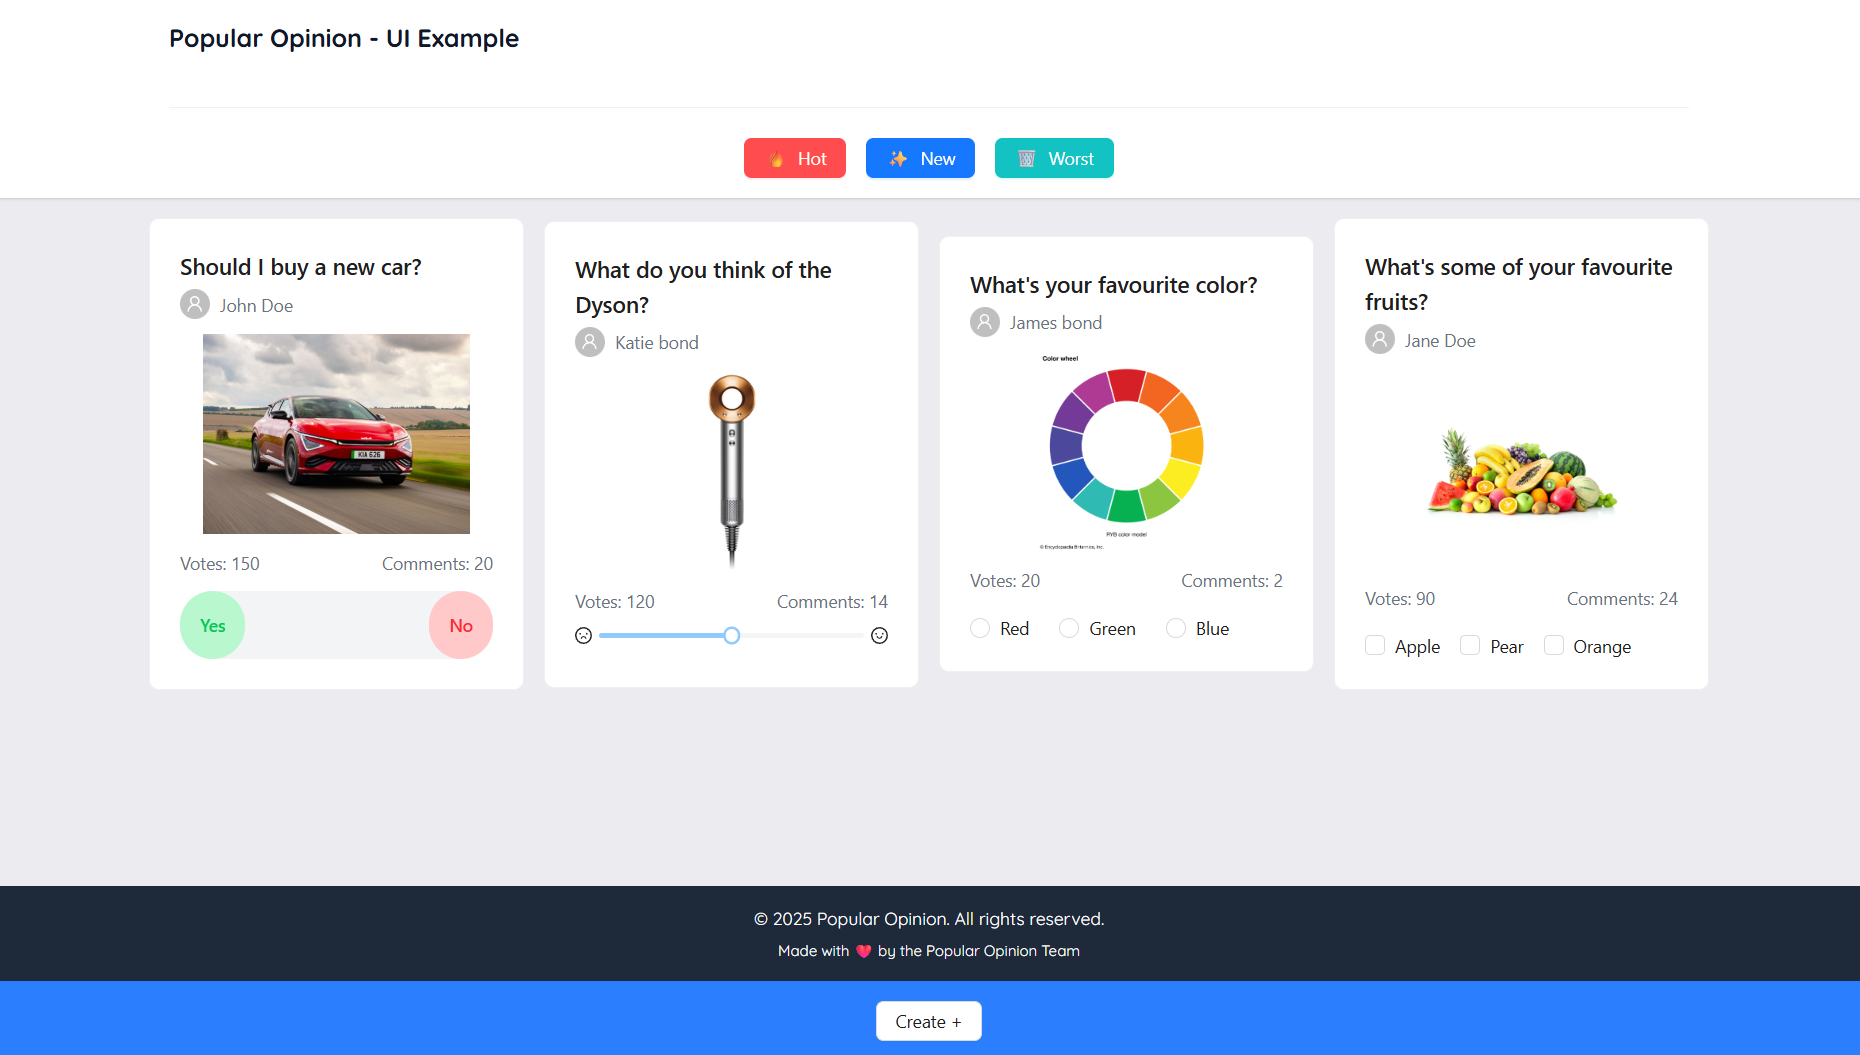 Popular Opinion - UI Example
Hot
New
Worst
Should I buy a new car?
John Doe
KIA 626
Votes: 150
Comments: 20
Yes
No
What do you think of the
Dyson?
Katie bond
Votes: 120
Comments: 14
What's your favourite color?
James bond
Color wheel
RYB color model
© Encyclopædia Britannica, Inc.
Votes: 20
Comments: 2
Red
Green
Blue
What's some of your favourite
fruits?
Jane Doe
Votes: 90
Comments: 24
Apple
Pear
Orange
© 2025 Popular Opinion. All rights reserved.
Made with ❤️ by the Popular Opinion Team
Create +